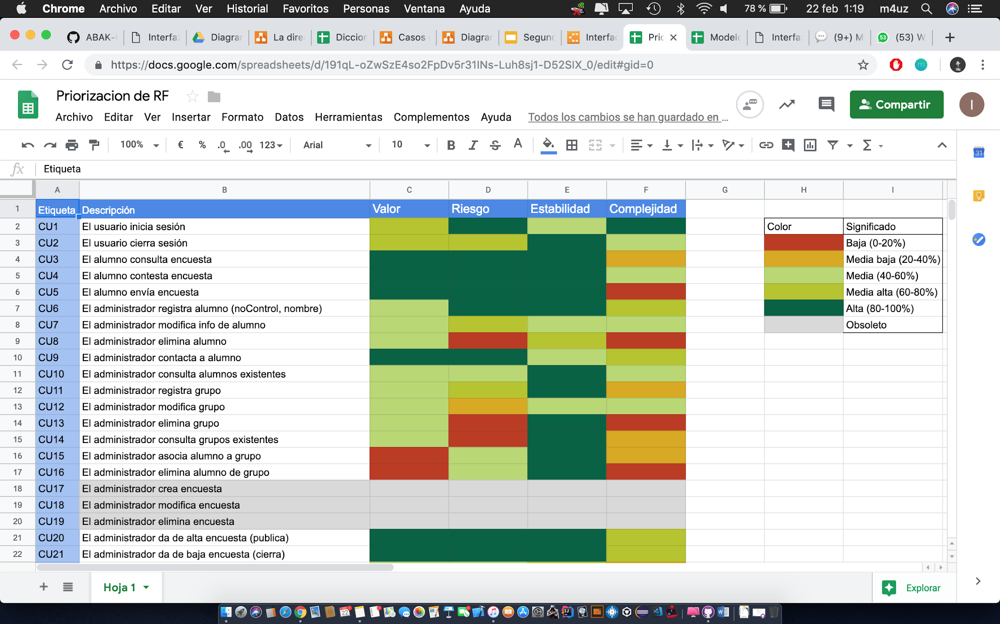 Chrome Archivo Editar Ver Historial Favoritos Personas Ventana Ayuda 78 % 22 feb 1:19 m4uz
ABAK- Interfaz Diagrar La dire Diccion Casos Diagrar Segund Interfac Pric Modelo Interfa (9+) M 53 (53) W
https://docs.google.com/spreadsheets/d/191qL-oZwSzE4so2FpDv5r31INs-Luh8sj1-D52SIX_0/edit#gid=0
Priorizacion de RF
Compartir I
Archivo Editar Ver Insertar Formato Datos Herramientas Complementos Ayuda Todos los cambios se han guardado en ...
100% € % .0 .00 123 Arial 10 B I S A Σ
31
fx Etiqueta
A B C D E F G H I
1 Etiqueta Descripción Valor Riesgo Estabilidad Complejidad
2 CU1 El usuario inicia sesión Color Significado
3 CU2 El usuario cierra sesión Baja (0-20%)
4 CU3 El alumno consulta encuesta Media baja (20-40%)
5 CU4 El alumno contesta encuesta Media (40-60%)
6 CU5 El alumno envía encuesta Media alta (60-80%)
7 CU6 El administrador registra alumno (noControl, nombre) Alta (80-100%)
8 CU7 El administrador modifica info de alumno Obsoleto
9 CU8 El administrador elimina alumno
10 CU9 El administrador contacta a alumno
11 CU10 El administrador consulta alumnos existentes
12 CU11 El administrador registra grupo
13 CU12 El administrador modifica grupo
14 CU13 El administrador elimina grupo
15 CU14 El administrador consulta grupos existentes
16 CU15 El administrador asocia alumno a grupo
17 CU16 El administrador elimina alumno de grupo
18 CU17 El administrador crea encuesta
19 CU18 El administrador modifica encuesta
20 CU19 El administrador elimina encuesta
21 CU20 El administrador da de alta encuesta (publica)
22 CU21 El administrador da de baja encuesta (cierra)
Hoja 1
Explorar